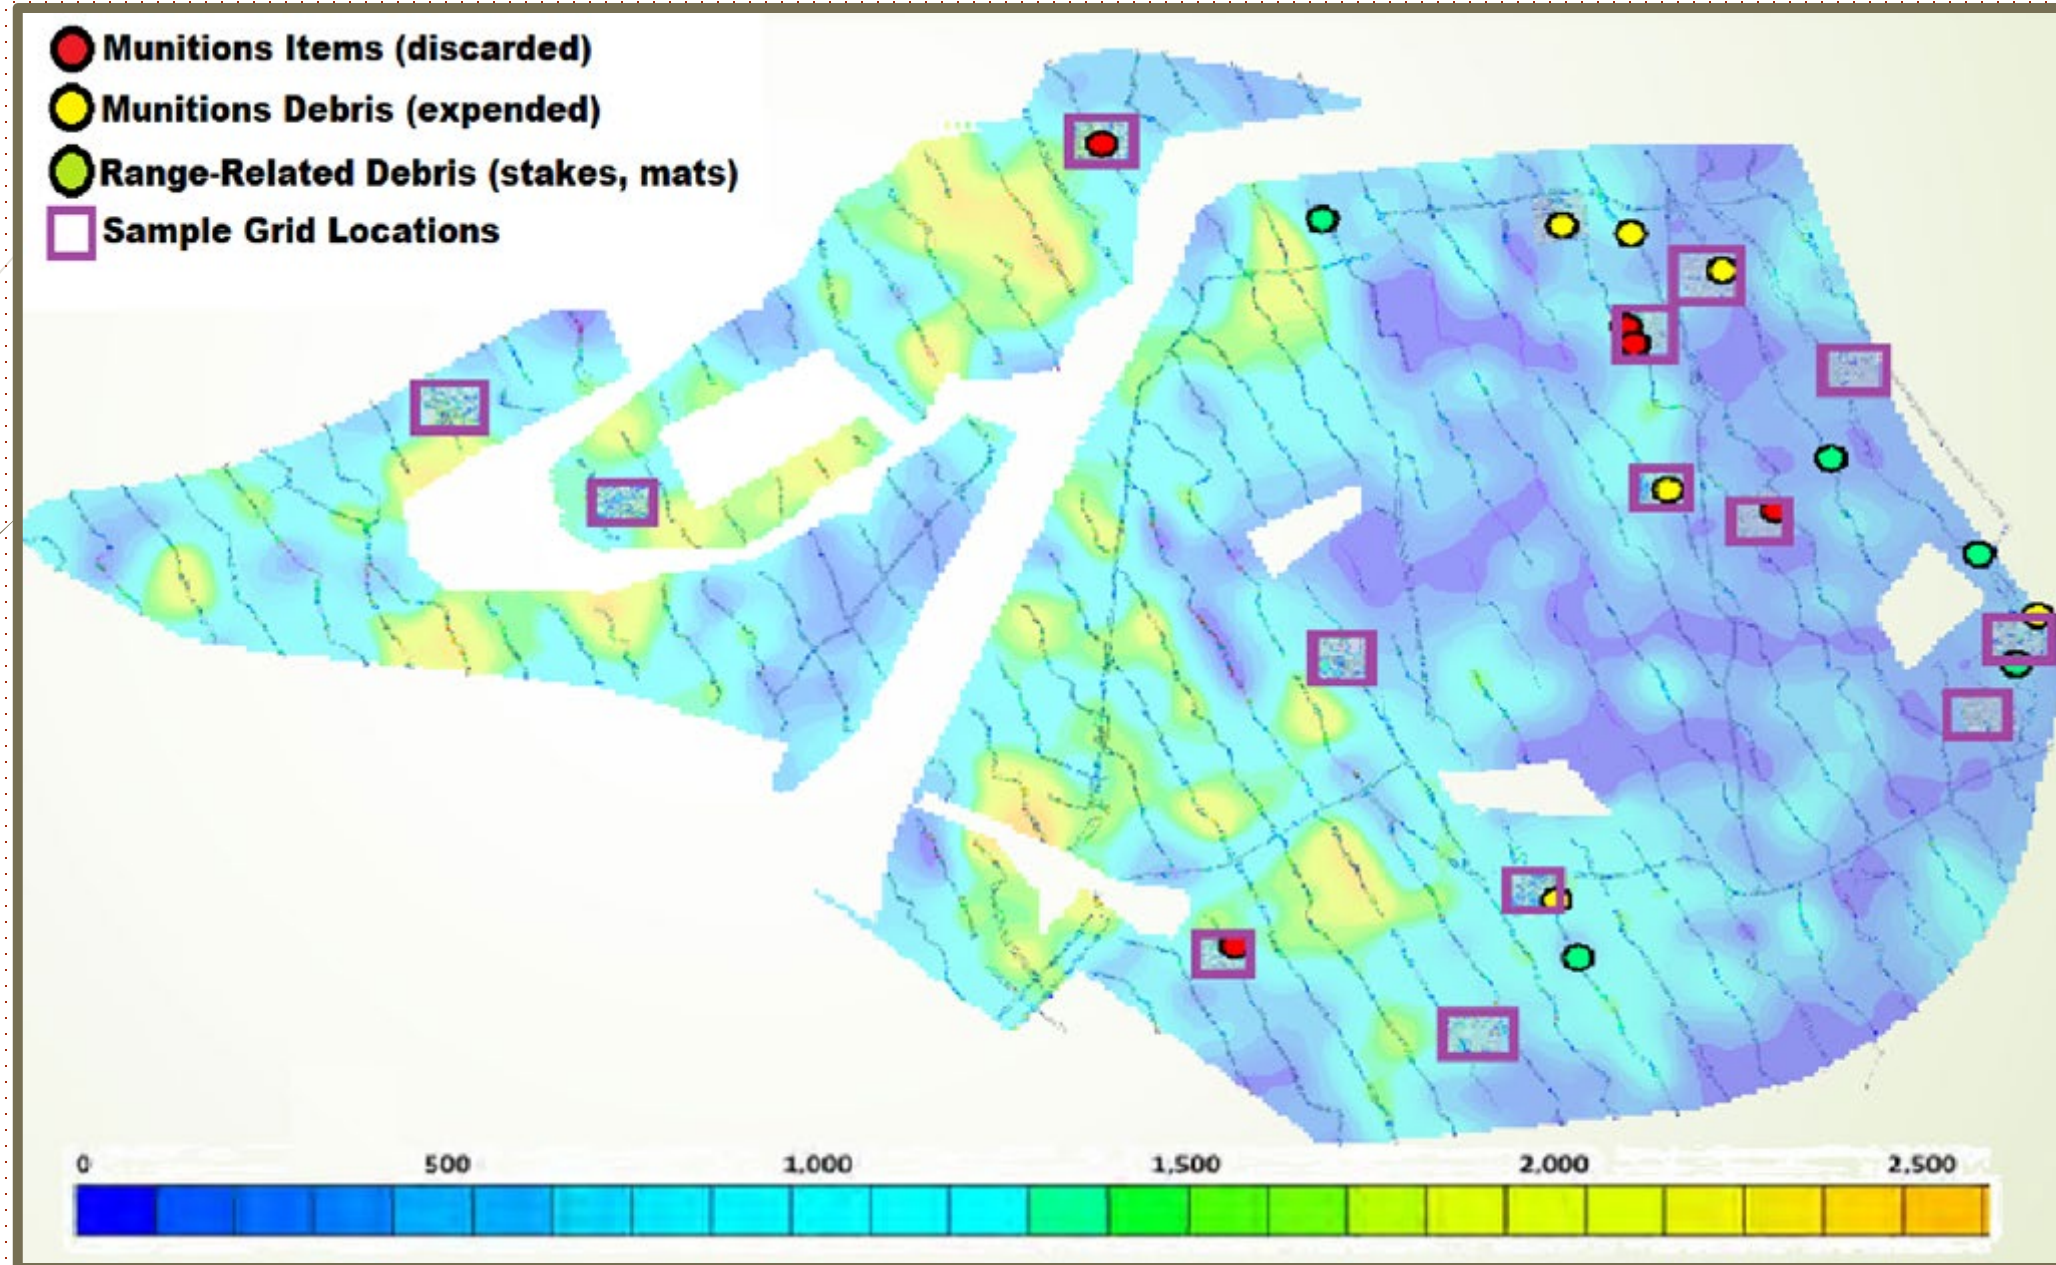 Munitions Items (discarded)
Munitions Debris (expended)
Range-Related Debris (stakes, mats)
Sample Grid Locations
0 500 1,000 1,500 2,000 2,500